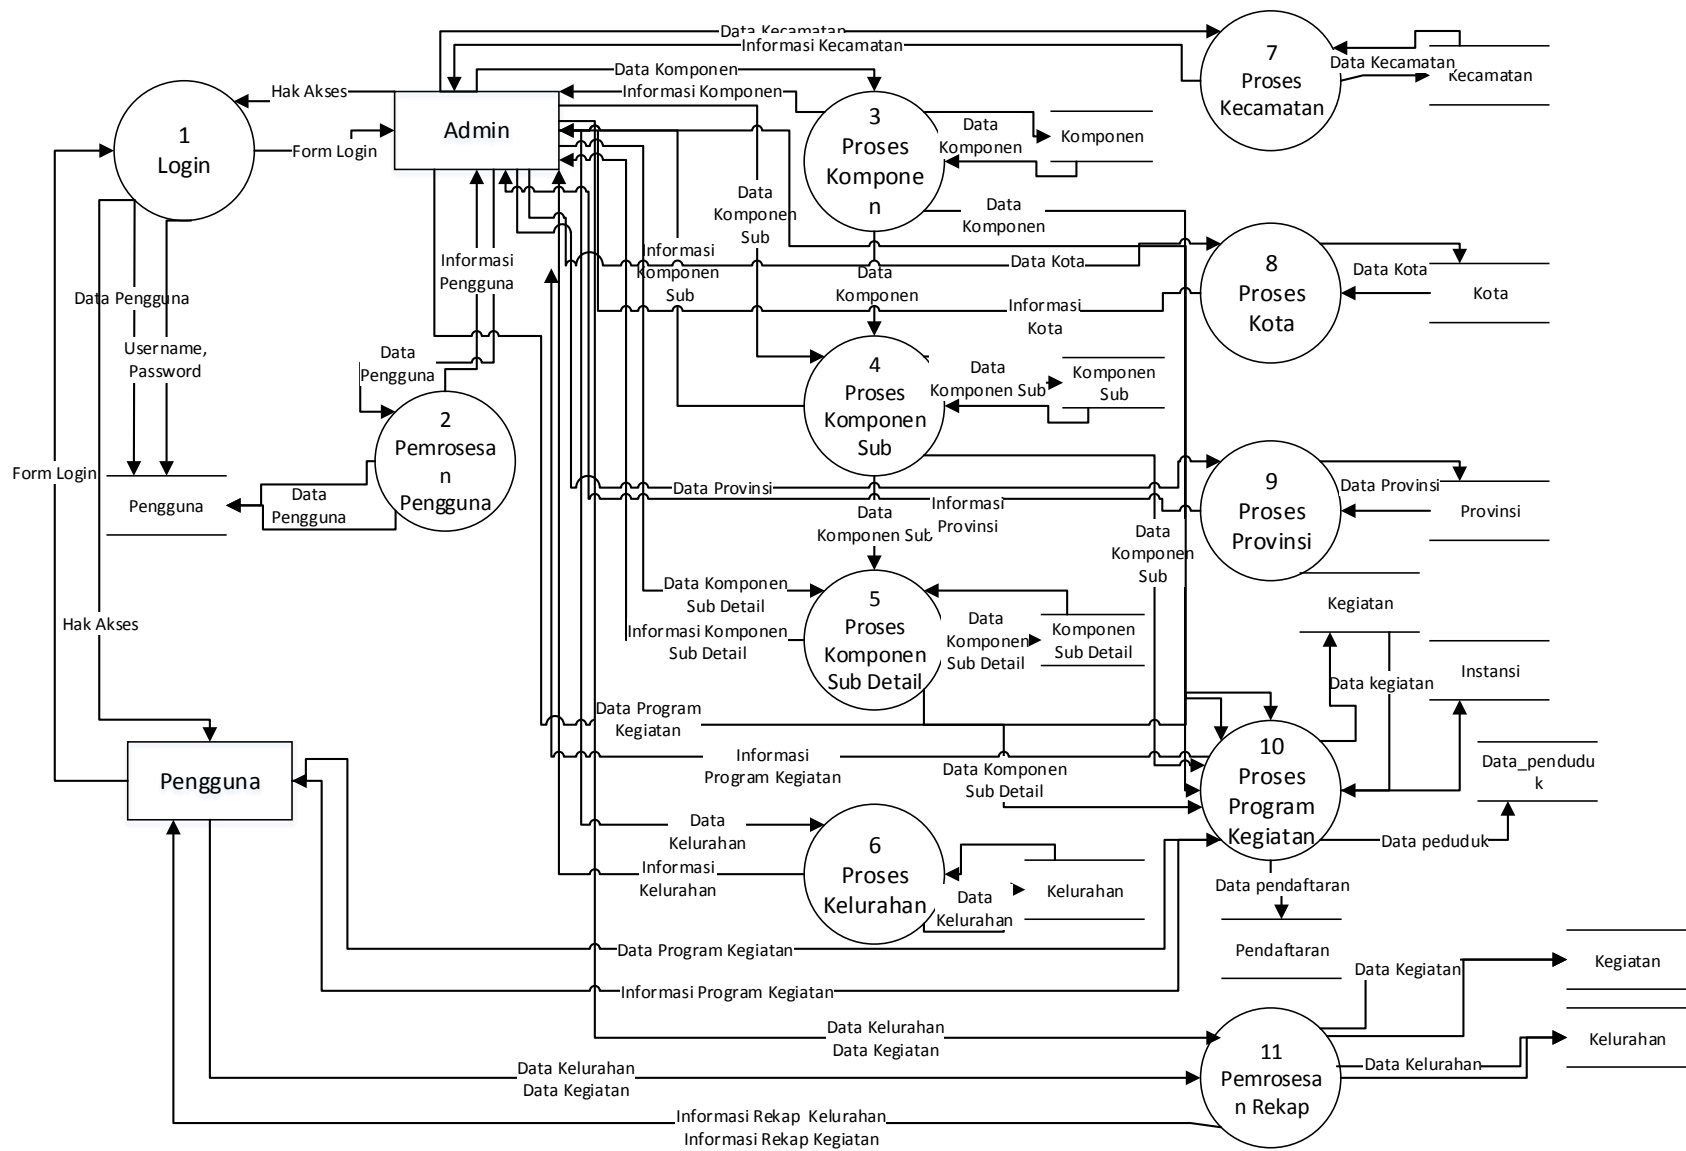 Data Kecamatan
Informasi Kecamatan
7
Proses
Kecamatan
Data Kecamatan
Kecamatan
Data Komponen
Informasi Komponen
Hak Akses
1
Login
Form Login
Admin
3
Proses
Kompone
n
Data
Komponen
Komponen
Data
Komponen
Data
Komponen
Sub
Informasi
Komponen
Sub
Informasi
Pengguna
Data
Komponen
Data Kota
8
Proses
Kota
Data Kota
Kota
Informasi
Kota
Data Pengguna
Username,
Password
Data
Pengguna
2
Pemrosesa
n
Pengguna
4
Proses
Komponen
Sub
Data
Komponen Sub
Komponen
Sub
Form Login
Pengguna
Data
Pengguna
Data Provinsi
Informasi
Provinsi
9
Proses
Provinsi
Data Provinsi
Provinsi
Data
Komponen Sub
Data
Komponen
Sub
Data Komponen
Sub Detail
Informasi Komponen
Sub Detail
5
Proses
Komponen
Sub Detail
Data
Komponen
Sub Detail
Komponen
Sub Detail
Kegiatan
Hak Akses
Instansi
Data kegiatan
Data Program
Kegiatan
Informasi
Program Kegiatan
Data Komponen
Sub Detail
10
Proses
Program
Kegiatan
Data_pendudu
k
Pengguna
Data peduduk
Data
Kelurahan
Informasi
Kelurahan
6
Proses
Kelurahan
Data
Kelurahan
Kelurahan
Data pendaftaran
Pendaftaran
Data Program Kegiatan
Informasi Program Kegiatan
Data Kegiatan
Kegiatan
Data Kelurahan
Data Kegiatan
11
Pemrosesa
n Rekap
Data Kelurahan
Kelurahan
Data Kelurahan
Data Kegiatan
Informasi Rekap Kelurahan
Informasi Rekap Kegiatan